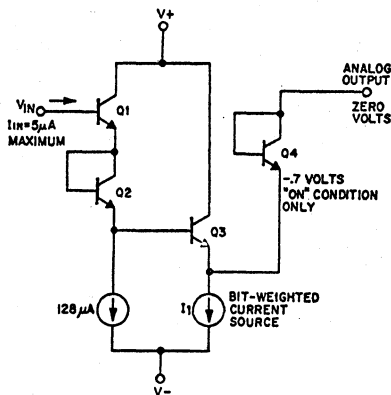 V+
ANALOG
OUTPUT
ZERO
VOLTS
VIN
IIN=5μA
MAXIMUM
Q1
Q2
Q3
Q4
-.7 VOLTS
"ON" CONDITION
ONLY
128μA
I1
BIT-WEIGHTED
CURRENT
SOURCE
V-